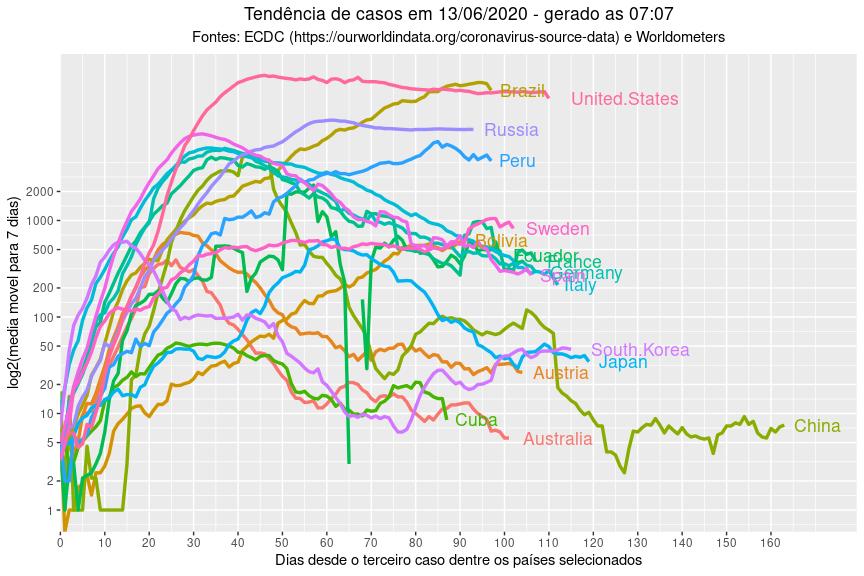 Tendência de casos em 13/06/2020 - gerado as 07:07
Fontes: ECDC (https://ourworldindata.org/coronavirus-source-data) e Worldometers
Brazil
United.States
Russia
Peru
Sweden
Bolivia
Ecuador
France
Germany
Spain
Italy
South.Korea
Japan
Austria
Cuba
China
Australia
log2(media movel para 7 dias)
2000
1000
500
200
100
50
20
10
5
2
1
0 10 20 30 40 50 60 70 80 90 100 110 120 130 140 150 160
Dias desde o terceiro caso dentre os países selecionados